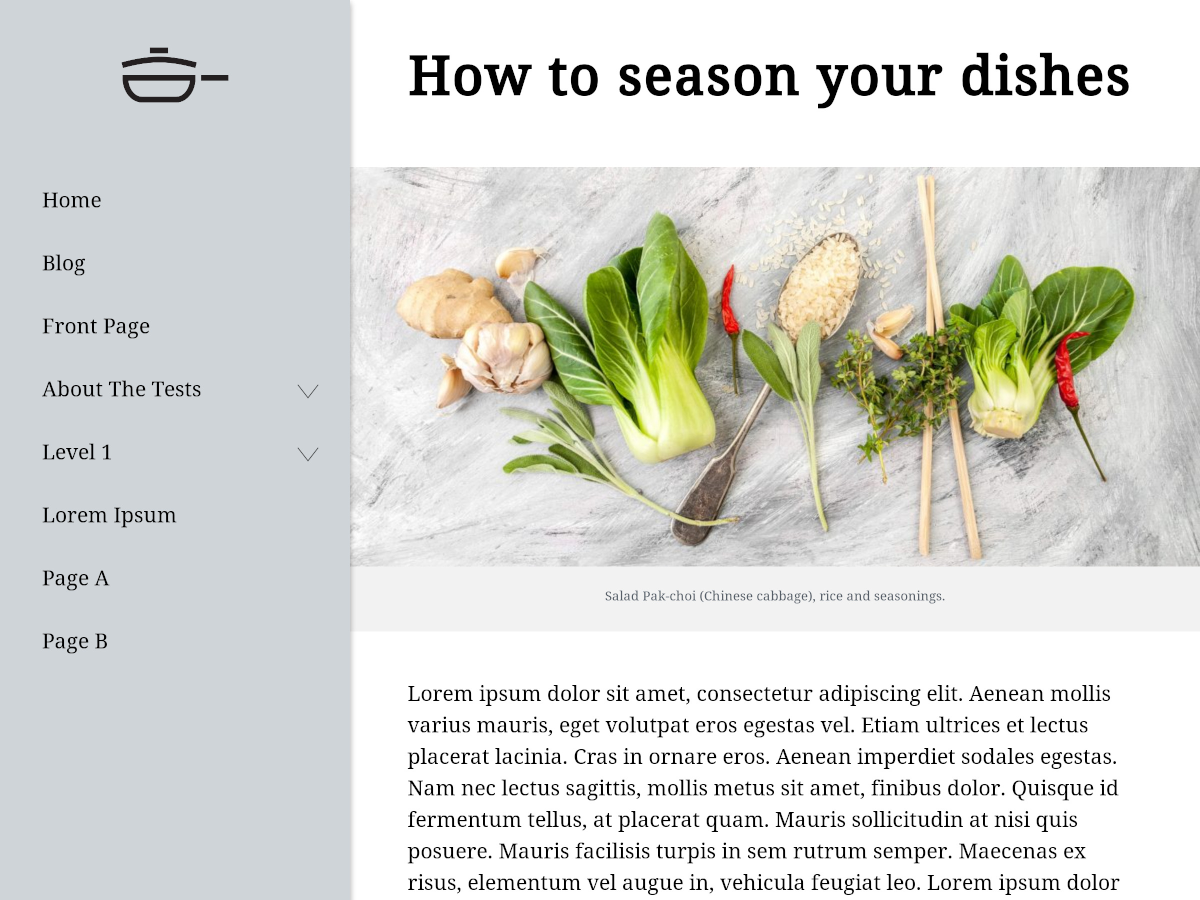 How to season your dishes
Home
Blog
Front Page
About The Tests
Level 1
Lorem Ipsum
Page A
Page B
Salad Pak-choi (Chinese cabbage), rice and seasonings.
Lorem ipsum dolor sit amet, consectetur adipiscing elit. Aenean mollis
varius mauris, eget volutpat eros egestas vel. Etiam ultrices et lectus
placerat lacinia. Cras in ornare eros. Aenean imperdiet sodales egestas.
Nam nec lectus sagittis, mollis metus sit amet, finibus dolor. Quisque id
fermentum tellus, at placerat quam. Mauris sollicitudin at nisi quis
posuere. Mauris facilisis turpis in sem rutrum semper. Maecenas ex
risus, elementum vel augue in, vehicula feugiat leo. Lorem ipsum dolor